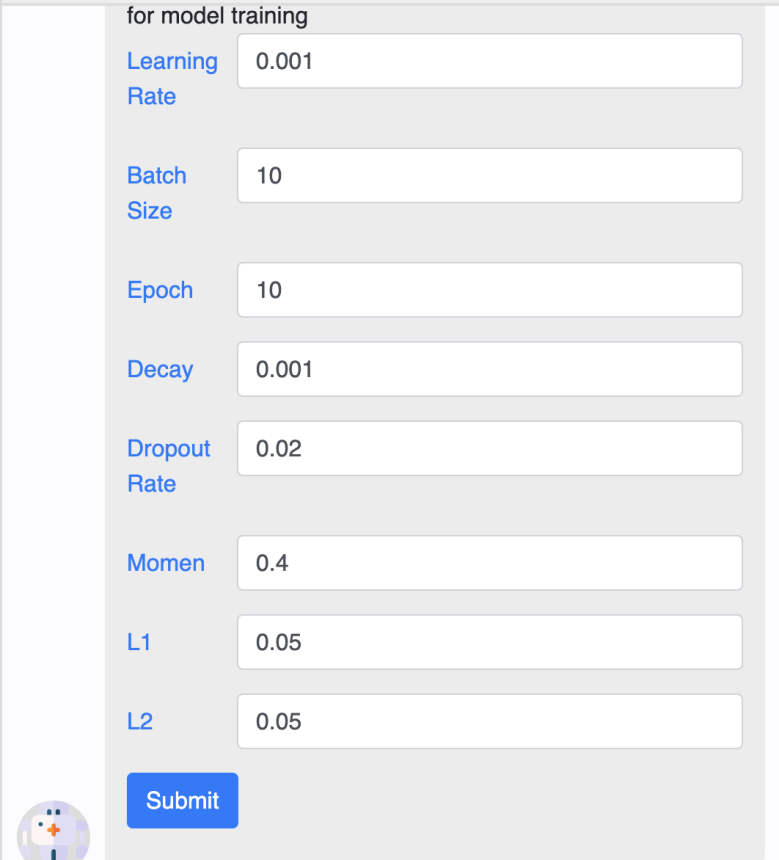 for model training
Learning
Rate
0.001
Batch
Size
10
Epoch
10
Decay
0.001
Dropout
Rate
0.02
Momen
0.4
L1
0.05
L2
0.05
Submit